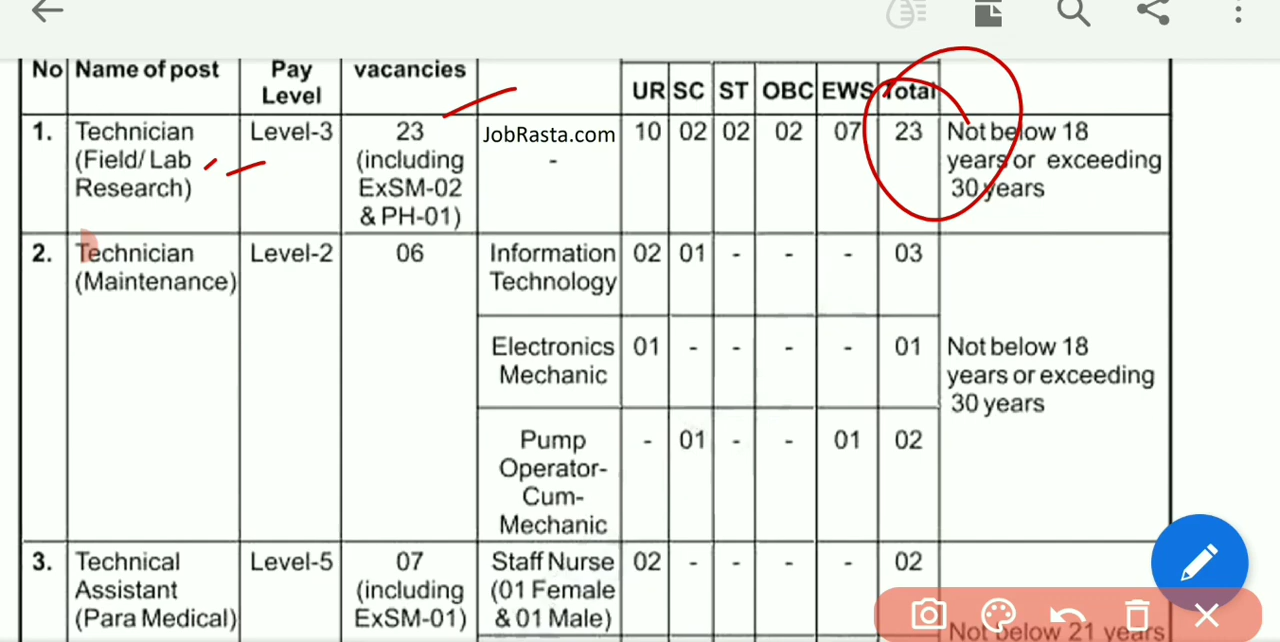 No Name of post Pay Level vacancies UR SC ST OBC EWS Total
1. Technician Level-3 23 JobRasta.com 10 02 02 02 07 23 Not below 18
(Field/ Lab (including - years or exceeding
Research) ExSM-02 30 years
& PH-01)
2. Technician Level-2 06 Information 02 01 - - - 03
(Maintenance) Technology
Electronics 01 - - - - 01 Not below 18
Mechanic years or exceeding
30 years
Pump - 01 - - 01 02
Operator-
Cum-
Mechanic
3. Technical Level-5 07 Staff Nurse 02 - - - - 02
Assistant (including (01 Female
(Para Medical) ExSM-01) & 01 Male)
Not below 21 years